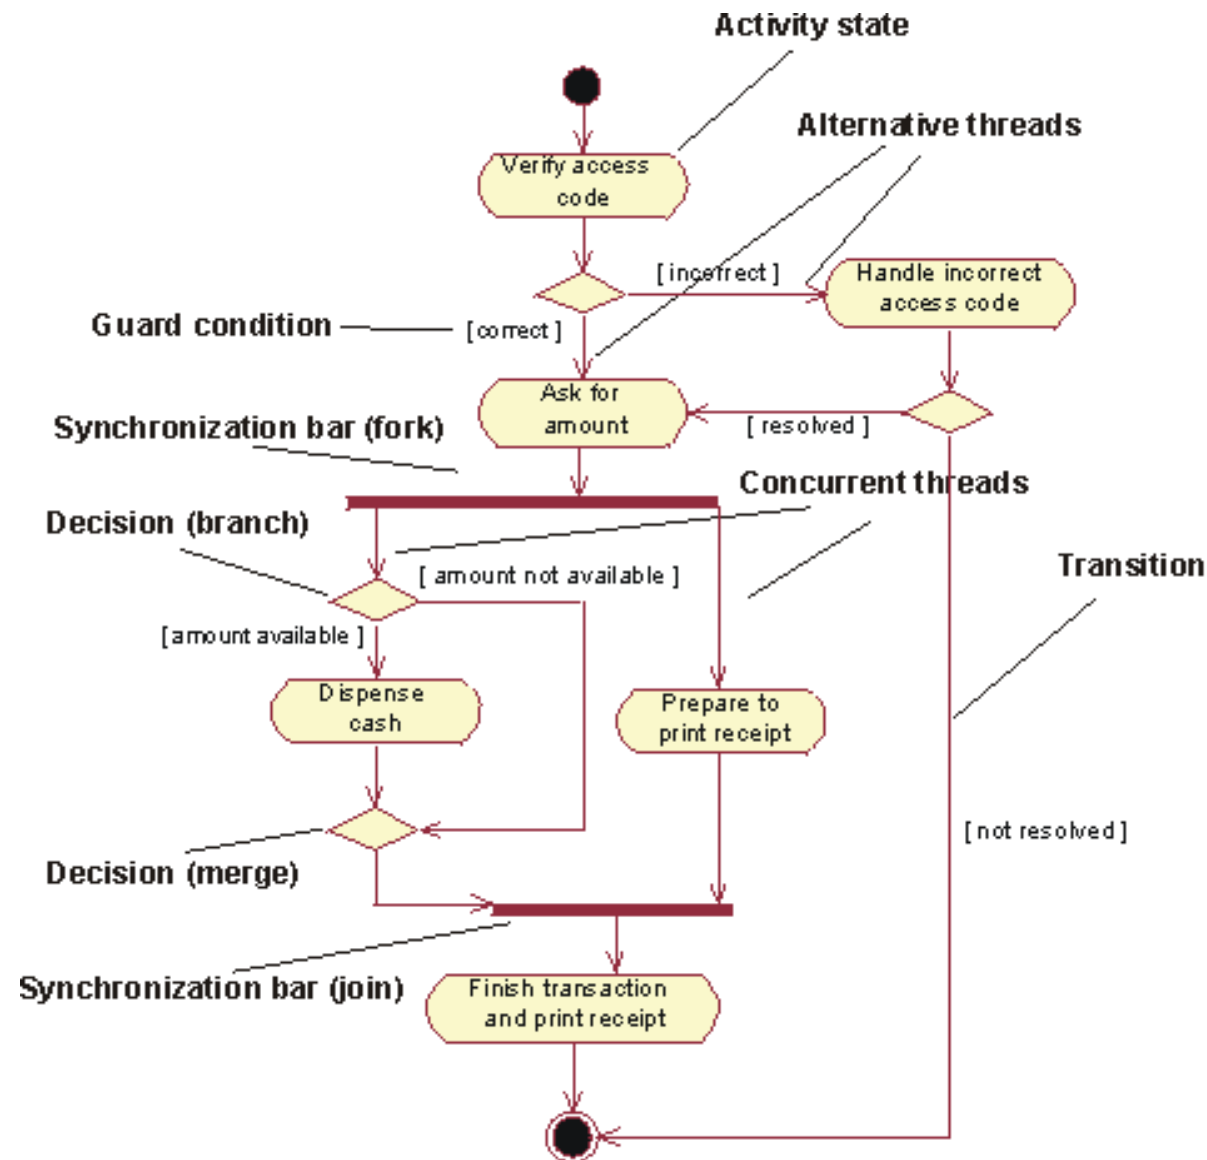 Activity state
Alternative threads
Verify access
code
[ incorrect ]
Handle incorrect
access code
Guard condition
[correct ]
Ask for
amount
[ resolved ]
Synchronization bar (fork)
Concurrent threads
Decision (branch)
[ amount not available ]
Transition
[amount available ]
Dispense
cash
Prepare to
print receipt
[ not resolved ]
Decision (merge)
Synchronization bar (join)
Finish transaction
and print receipt